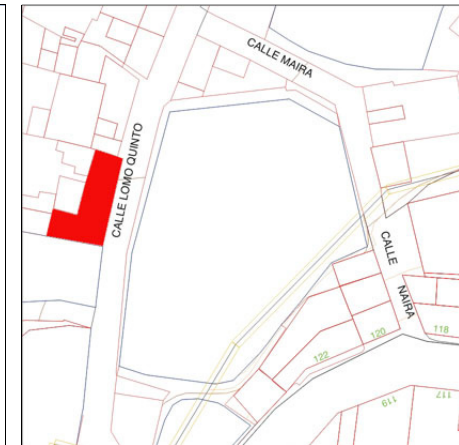 CALLE MAIRA
CALLE LOMO QUINTO
CALLE
NAIRA
118
120
122
117
119